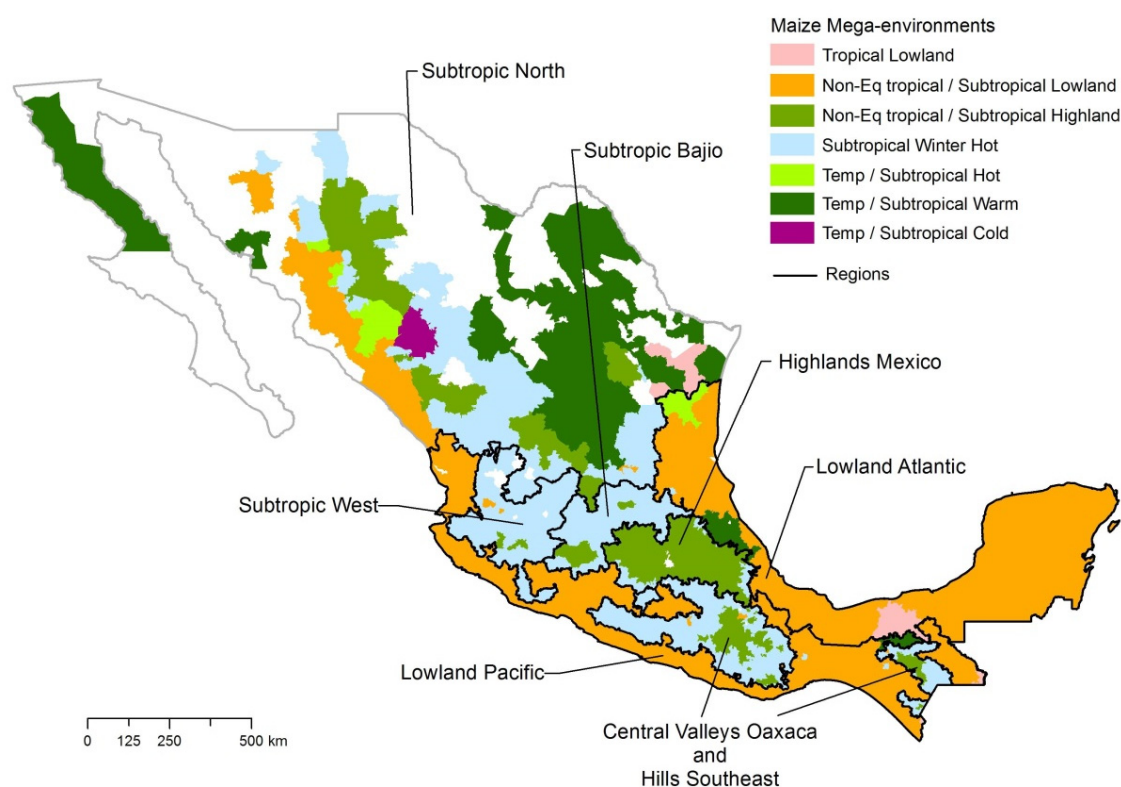 Maize Mega-environments
Tropical Lowland
Non-Eq tropical / Subtropical Lowland
Non-Eq tropical / Subtropical Highland
Subtropical Winter Hot
Temp / Subtropical Hot
Temp / Subtropical Warm
Temp / Subtropical Cold
Regions
Subtropic North
Subtropic Bajio
Highlands Mexico
Lowland Atlantic
Subtropic West
Lowland Pacific
Central Valleys Oaxaca
and
Hills Southeast
0 125 250 500 km